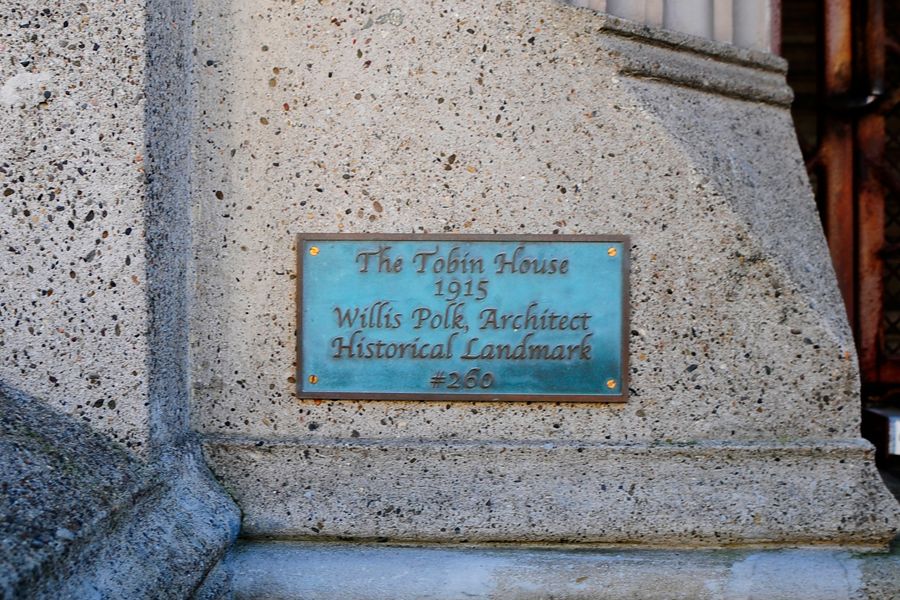 The Tobin House
1915
Willis Polk, Architect
Historical Landmark
#260